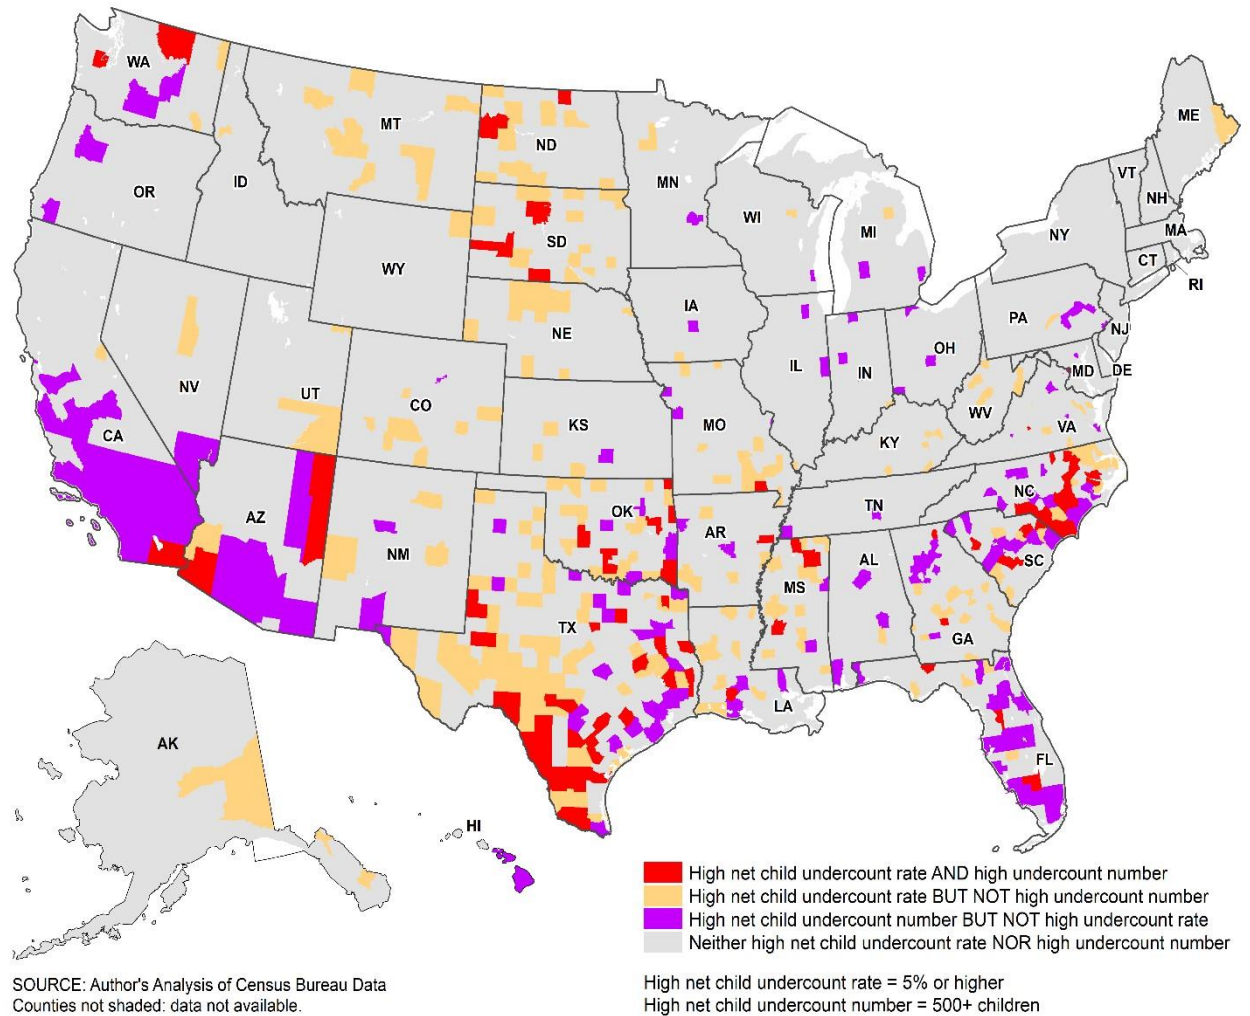 WA
MT
ND
MN
ME
VT
NH
OR
ID
SD
WI
MI
NY
MA
CT
RI
WY
IA
PA
NJ
NE
IL
IN
OH
MD
DE
NV
UT
CO
KS
MO
WV
VA
CA
KY
AZ
NM
OK
AR
TN
NC
SC
MS
AL
GA
TX
LA
FL
AK
HI
High net child undercount rate AND high undercount number
High net child undercount rate BUT NOT high undercount number
High net child undercount number BUT NOT high undercount rate
Neither high net child undercount rate NOR high undercount number
SOURCE: Author's Analysis of Census Bureau Data
Counties not shaded: data not available.
High net child undercount rate = 5% or higher
High net child undercount number = 500+ children